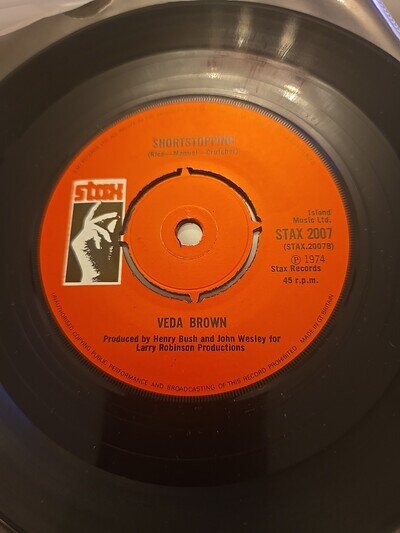 SHORTSTOPPING
(Rice—Manuel—Crutcher)
stax
Island
Music Ltd.
STAX 2007
(STAX.2007B)
℗ 1974
Stax Records
45 r.p.m.
VEDA BROWN
Produced by Henry Bush and John Wesley for
Larry Robinson Productions
UNAUTHORISED COPYING PUBLIC PERFORMANCE AND BROADCASTING OF THIS RECORD PROHIBITED
MADE IN GT BRITAIN